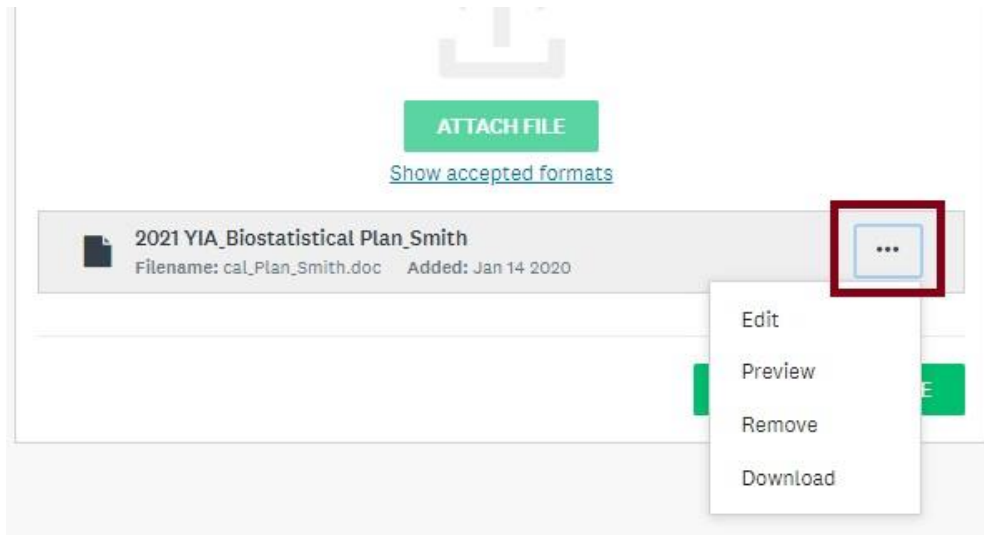 ATTACH FILE
Show accepted formats
2021 YIA_Biostatistical Plan_Smith
Filename: cal_Plan_Smith.doc Added: Jan 14 2020
...
Edit
Preview
E
Remove
Download